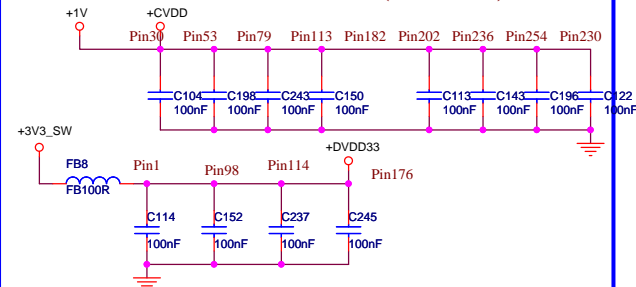 +1V +CVDD
Pin30 Pin53 Pin79 Pin113 Pin182 Pin202 Pin236 Pin254 Pin230
C104 C198 C243 C150 C113 C143 C196 C122
100nF 100nF 100nF 100nF 100nF 100nF 100nF 100nF
+3V3_SW +DVDD33
FB8 Pin1 Pin98 Pin114 Pin176
FB100R
C114 C152 C237 C245
100nF 100nF 100nF 100nF